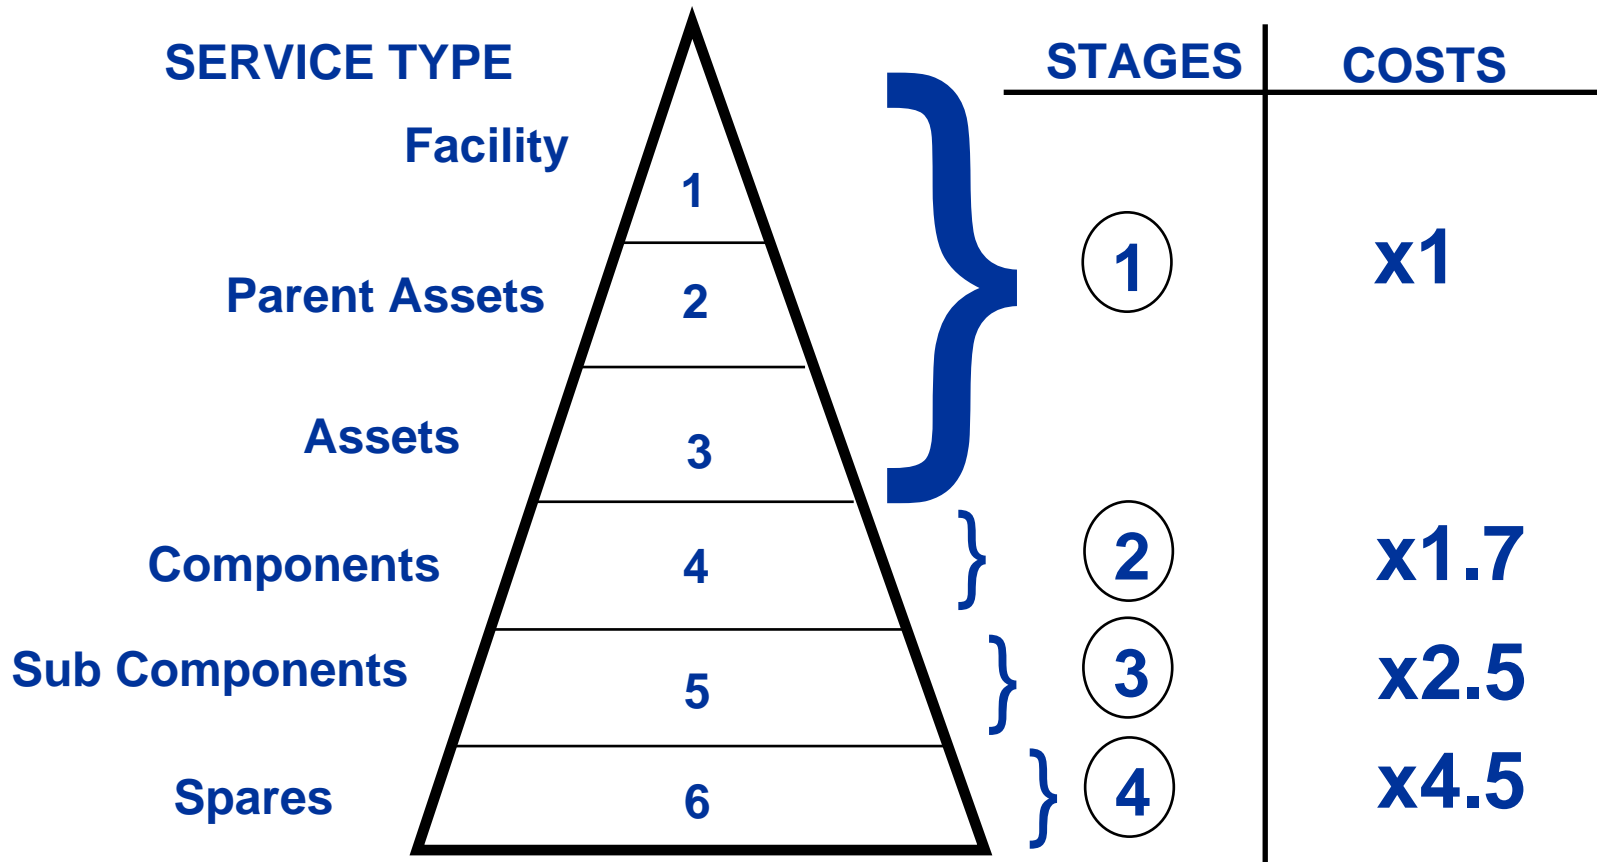 SERVICE TYPE
STAGES
COSTS
Facility
1
Parent Assets
2
1
x1
Assets
3
Components
4
2
x1.7
Sub Components
5
3
x2.5
Spares
6
4
x4.5